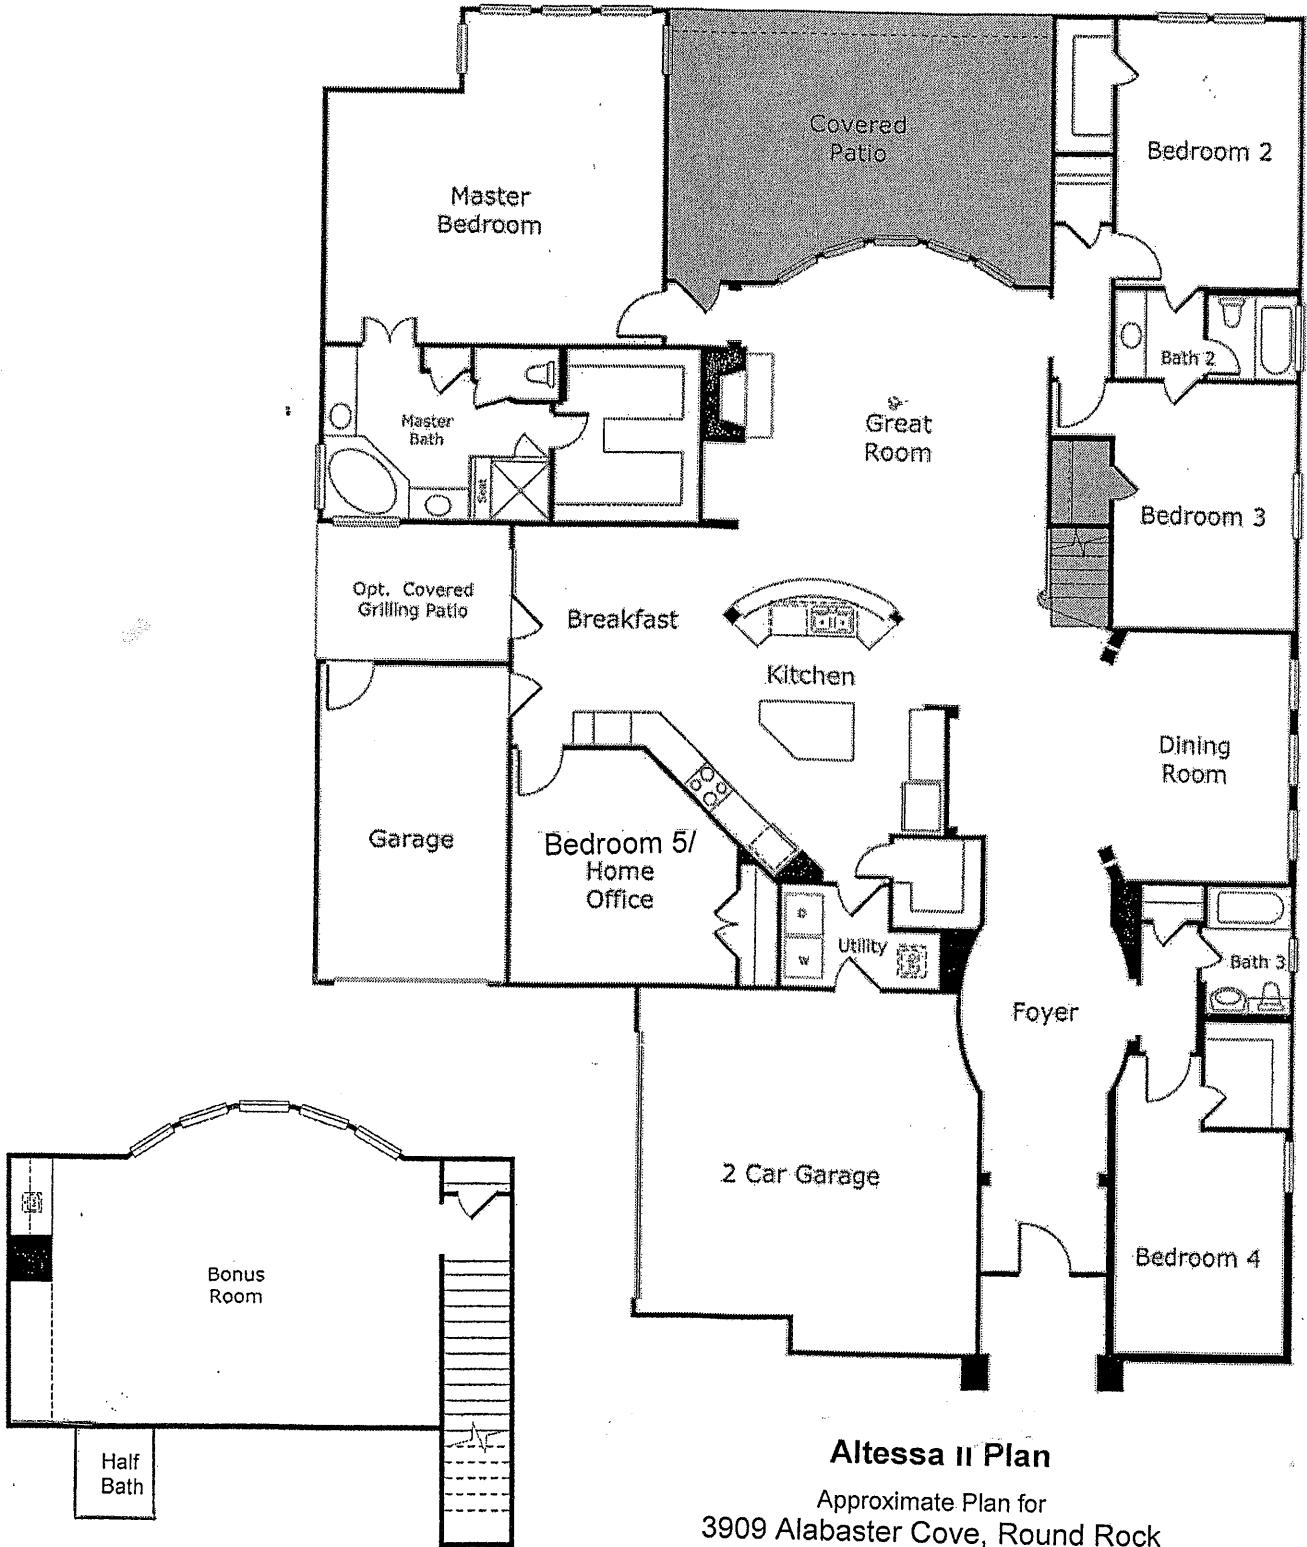 Covered
Patio
Bedroom 2
Master
Bedroom
Bath 2
Master
Bath
Great
Room
Seat
Bedroom 3
Opt. Covered
Grilling Patio
Breakfast
Kitchen
Dining
Room
Garage
Bedroom 5/
Home
Office
D
W
Utility
Bath 3
Foyer
2 Car Garage
Bedroom 4
Bonus
Room
Half
Bath
Altessa II Plan
Approximate Plan for
3909 Alabaster Cove, Round Rock